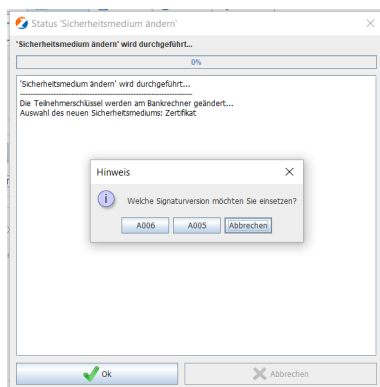 Status 'Sicherheitsmedium ändern'
'Sicherheitsmedium ändern' wird durchgeführt...
0%
'Sicherheitsmedium ändern' wird durchgeführt...
Die Teilnehmerschlüssel werden am Bankrechner geändert...
Auswahl des neuen Sicherheitsmediums: Zertifikat
Hinweis
Welche Signaturversion möchten Sie einsetzen?
A006 A005 Abbrechen
Ok Abbrechen